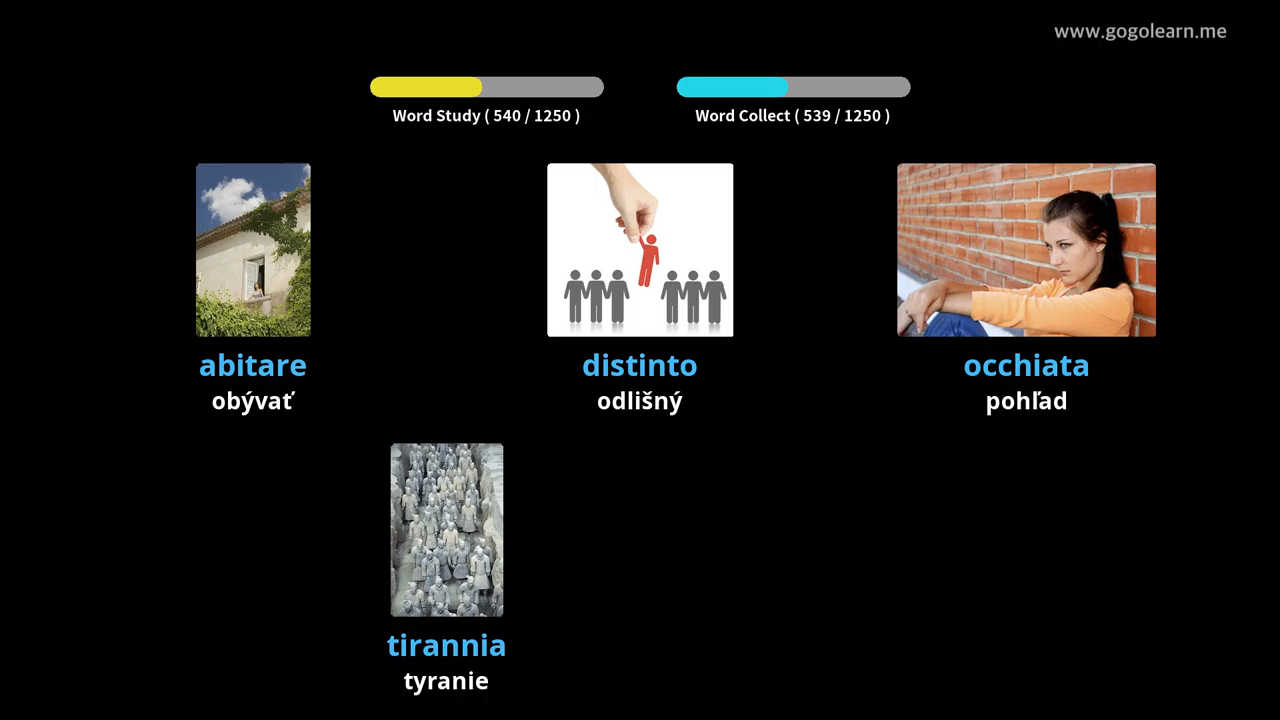 www.gogolearn.me
Word Study ( 540 / 1250 )
Word Collect ( 539 / 1250 )
abitare
obývať
distinto
odlišný
occhiata
pohľad
tirannia
tyranie